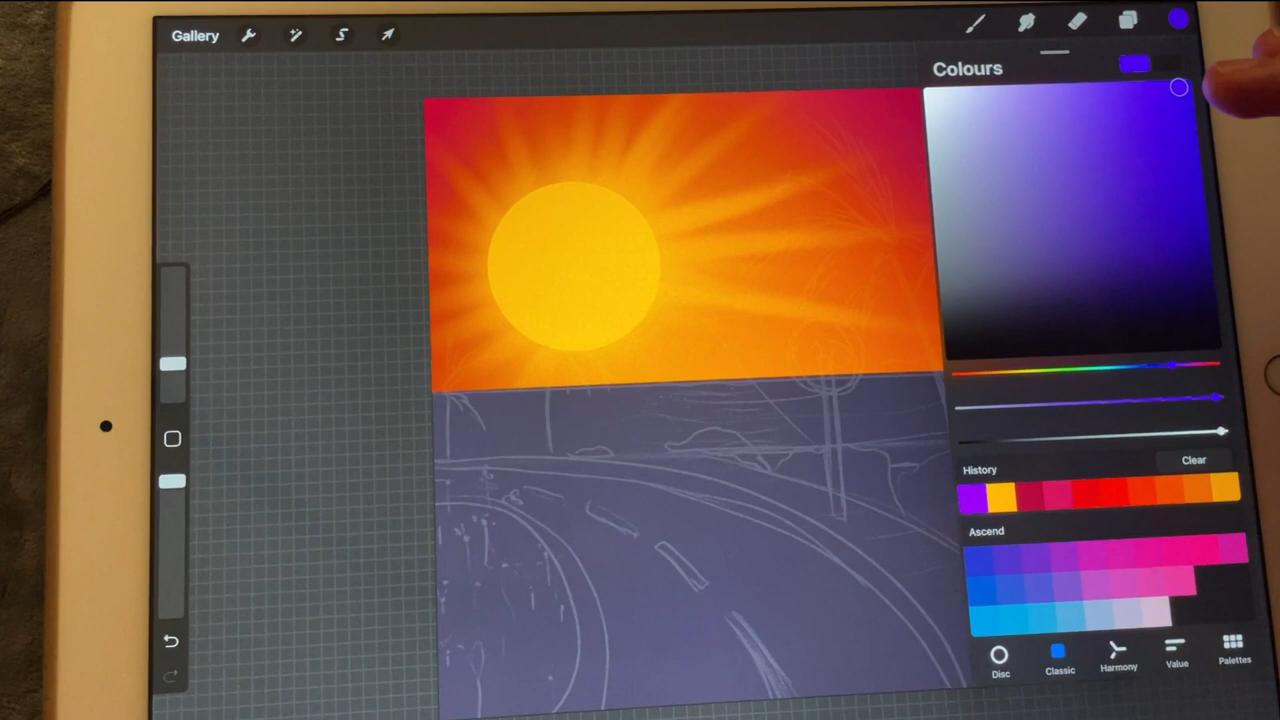 Gallery
Colours
History
Clear
Ascend
Disc
Classic
Harmony
Value
Palettes